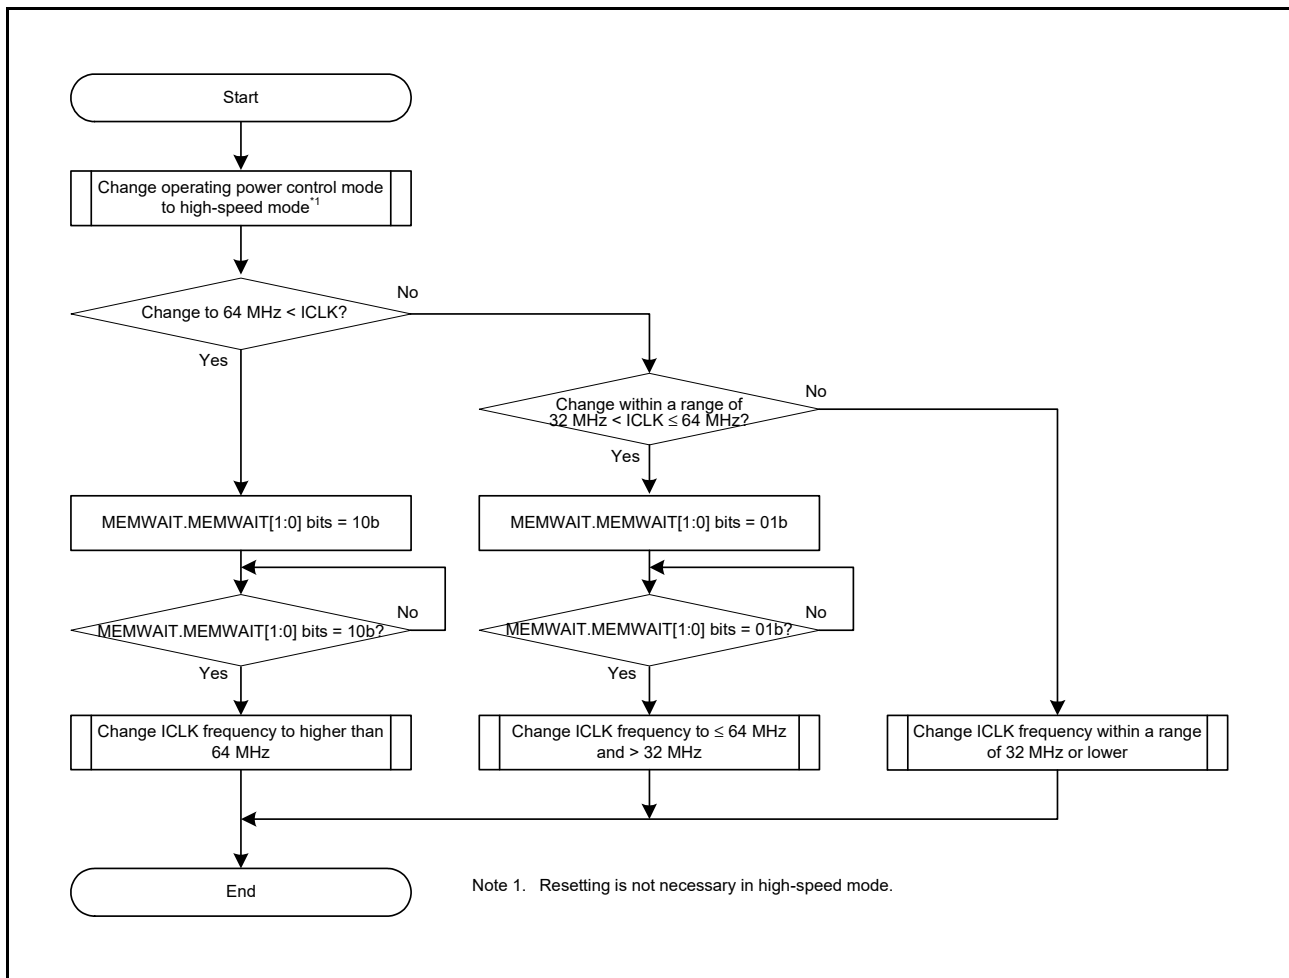 Start
Change operating power control mode
to high-speed mode*1
Change to 64 MHz < ICLK?
No
Yes
Change within a range of
32 MHz < ICLK ≤ 64 MHz?
No
Yes
MEMWAIT.MEMWAIT[1:0] bits = 10b
MEMWAIT.MEMWAIT[1:0] bits = 01b
MEMWAIT.MEMWAIT[1:0] bits = 10b?
No
Yes
MEMWAIT.MEMWAIT[1:0] bits = 01b?
No
Yes
Change ICLK frequency to higher than
64 MHz
Change ICLK frequency to ≤ 64 MHz
and > 32 MHz
Change ICLK frequency within a range
of 32 MHz or lower
End
Note 1. Resetting is not necessary in high-speed mode.